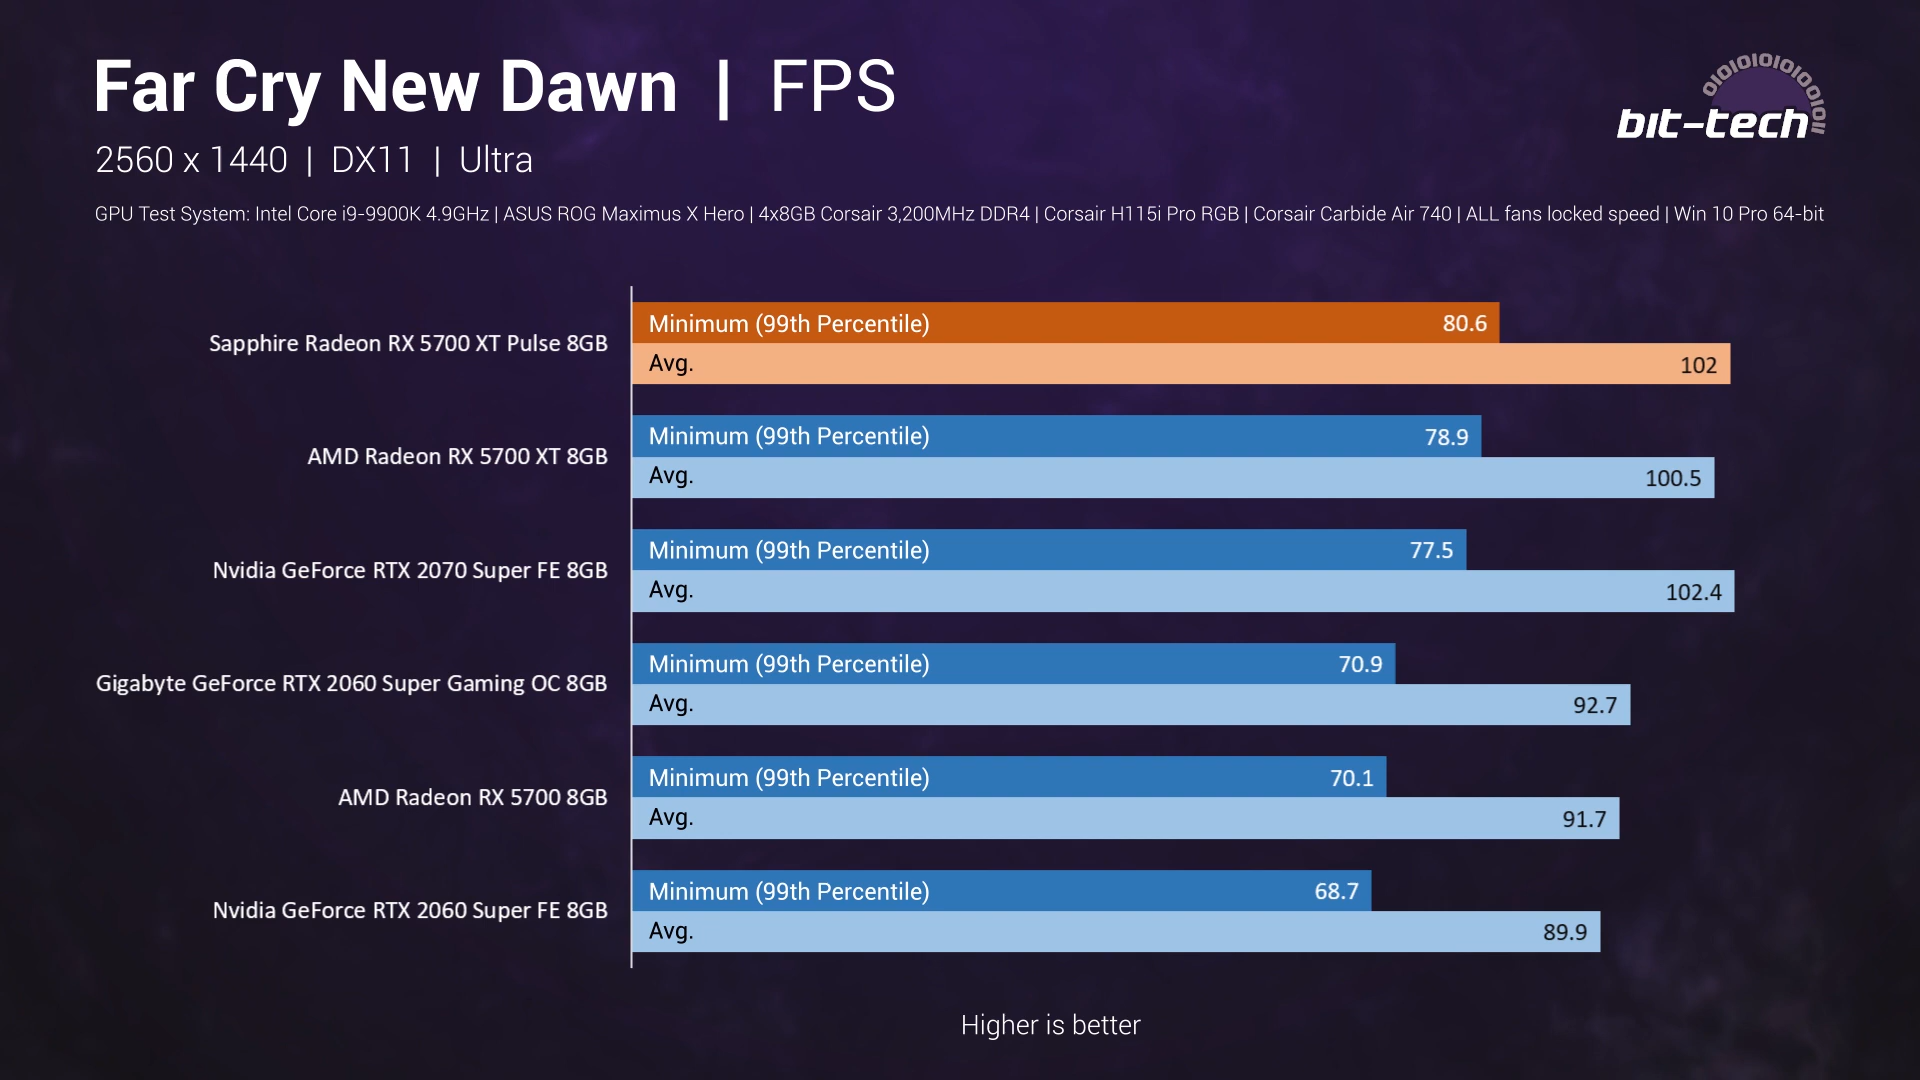 Far Cry New Dawn | FPS
2560 x 1440 | DX11 | Ultra
bit-tech
GPU Test System: Intel Core i9-9900K 4.9GHz | ASUS ROG Maximus X Hero | 4x8GB Corsair 3,200MHz DDR4 | Corsair H115i Pro RGB | Corsair Carbide Air 740 | ALL fans locked speed | Win 10 Pro 64-bit
Sapphire Radeon RX 5700 XT Pulse 8GB
Minimum (99th Percentile) 80.6
Avg. 102
AMD Radeon RX 5700 XT 8GB
Minimum (99th Percentile) 78.9
Avg. 100.5
Nvidia GeForce RTX 2070 Super FE 8GB
Minimum (99th Percentile) 77.5
Avg. 102.4
Gigabyte GeForce RTX 2060 Super Gaming OC 8GB
Minimum (99th Percentile) 70.9
Avg. 92.7
AMD Radeon RX 5700 8GB
Minimum (99th Percentile) 70.1
Avg. 91.7
Nvidia GeForce RTX 2060 Super FE 8GB
Minimum (99th Percentile) 68.7
Avg. 89.9
Higher is better